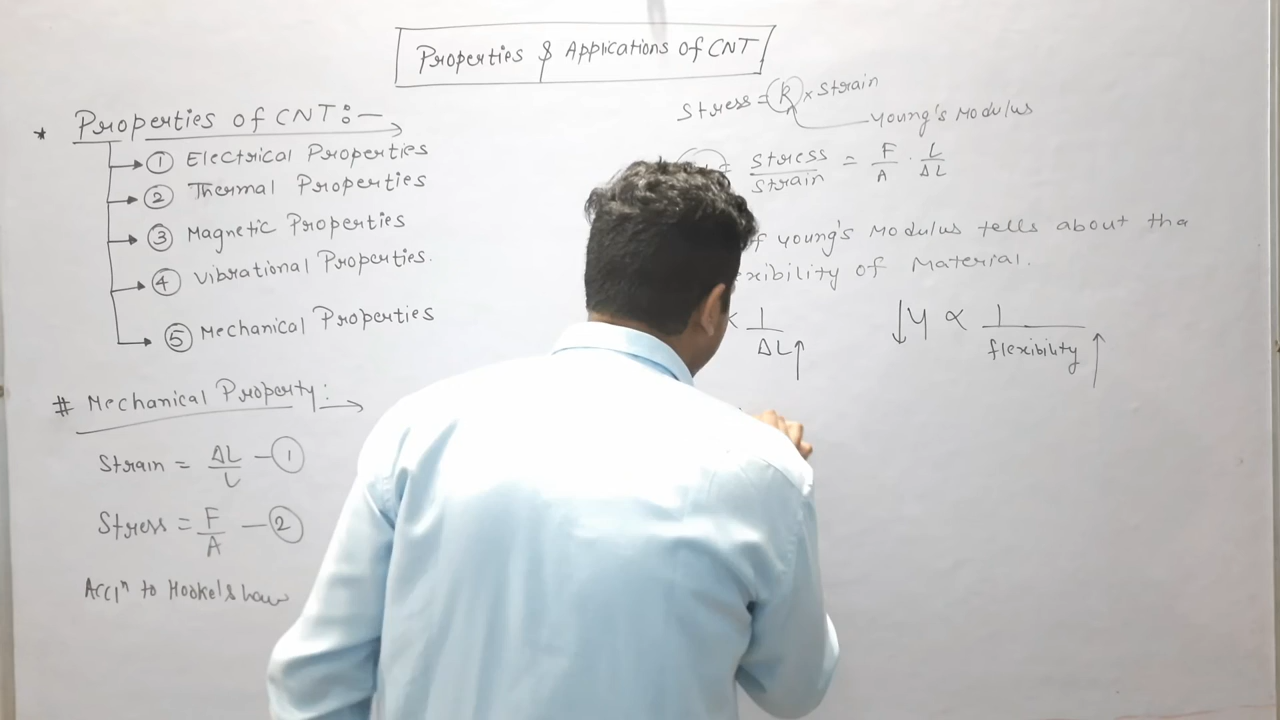 Properties & Applications of CNT
* Properties of CNT:-
① Electrical Properties
② Thermal Properties
③ Magnetic Properties
④ Vibrational Properties.
⑤ Mechanical Properties
# Mechanical Property:
Strain = ΔL/L - ①
Stress = F/A - ②
Acc^n to Hooke's Law
Stress = k × Strain
Young's Modulus
= Stress/Strain = F/A · L/ΔL
of Young's Modulus tells about the
exibility of Material.
∝ 1/ΔL↑
↓Y ∝ 1/flexibility↑